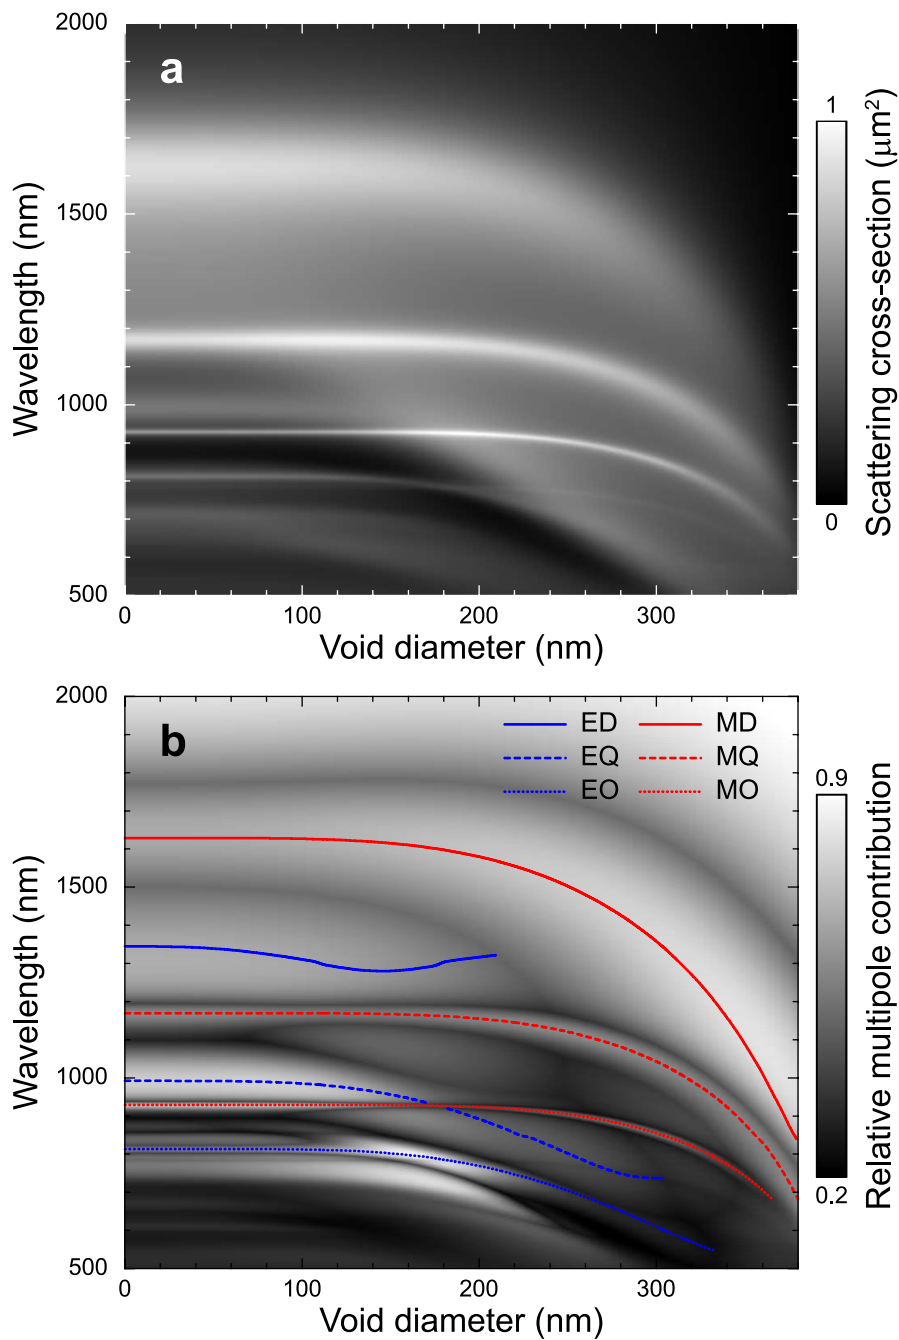 a
2000
1500
1000
500
Wavelength (nm)
0 100 200 300
Void diameter (nm)
1
0
Scattering cross-section (μm²)
b
ED MD
EQ MQ
EO MO
2000
1500
1000
500
Wavelength (nm)
0 100 200 300
Void diameter (nm)
0.9
0.2
Relative multipole contribution